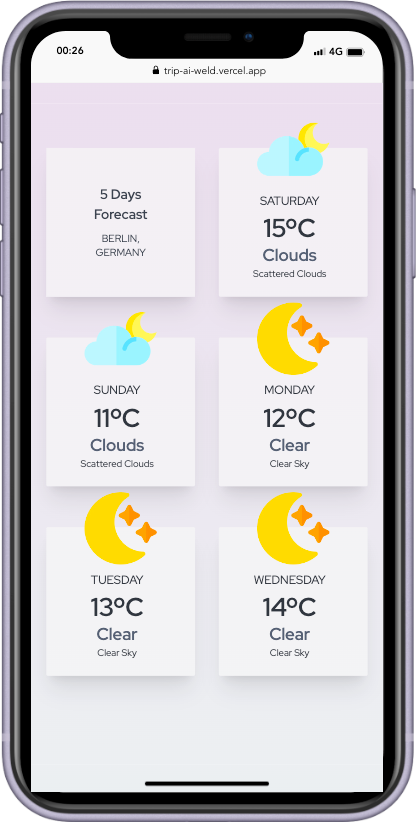 00:26
4G
trip-ai-weld.vercel.app
5 Days
Forecast
BERLIN,
GERMANY
SATURDAY
15ºC
Clouds
Scattered Clouds
SUNDAY
11ºC
Clouds
Scattered Clouds
MONDAY
12ºC
Clear
Clear Sky
TUESDAY
13ºC
Clear
Clear Sky
WEDNESDAY
14ºC
Clear
Clear Sky